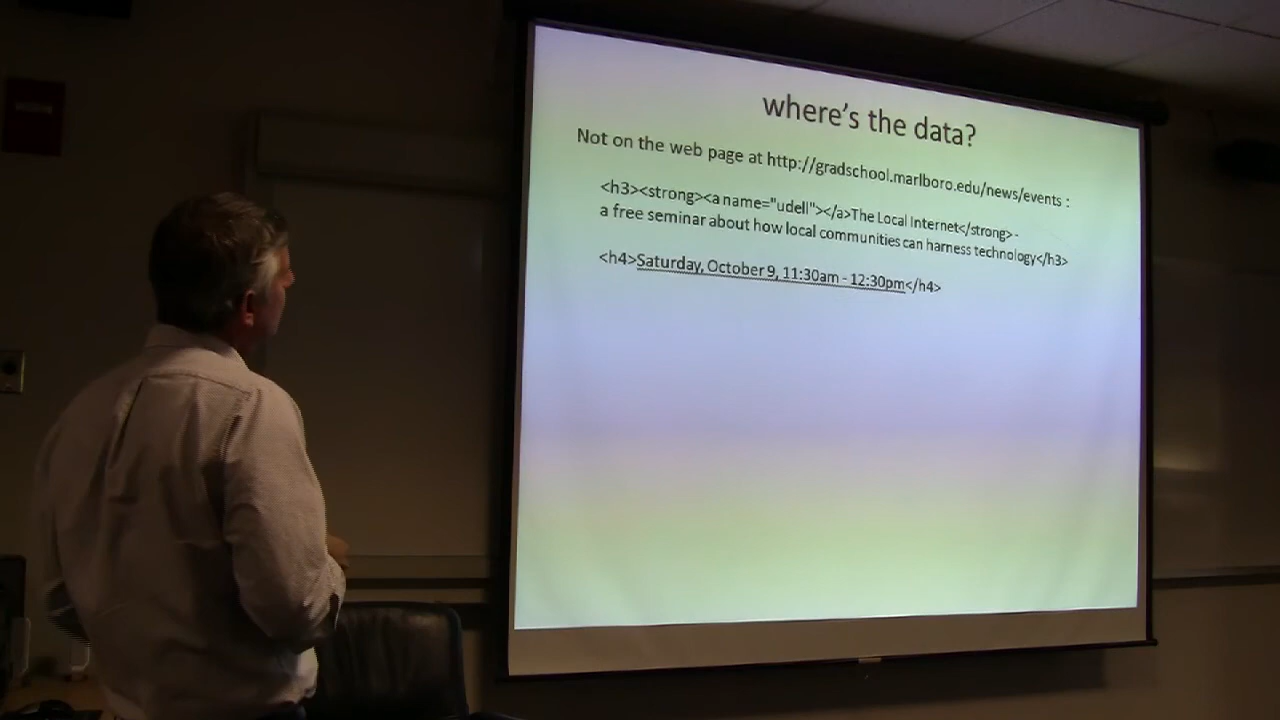 where's the data?
Not on the web page at http://gradschool.marlboro.edu/news/events :
<h3><strong><a name="udell"></a>The Local Internet</strong> -
a free seminar about how local communities can harness technology</h3>
<h4>Saturday, October 9, 11:30am - 12:30pm</h4>